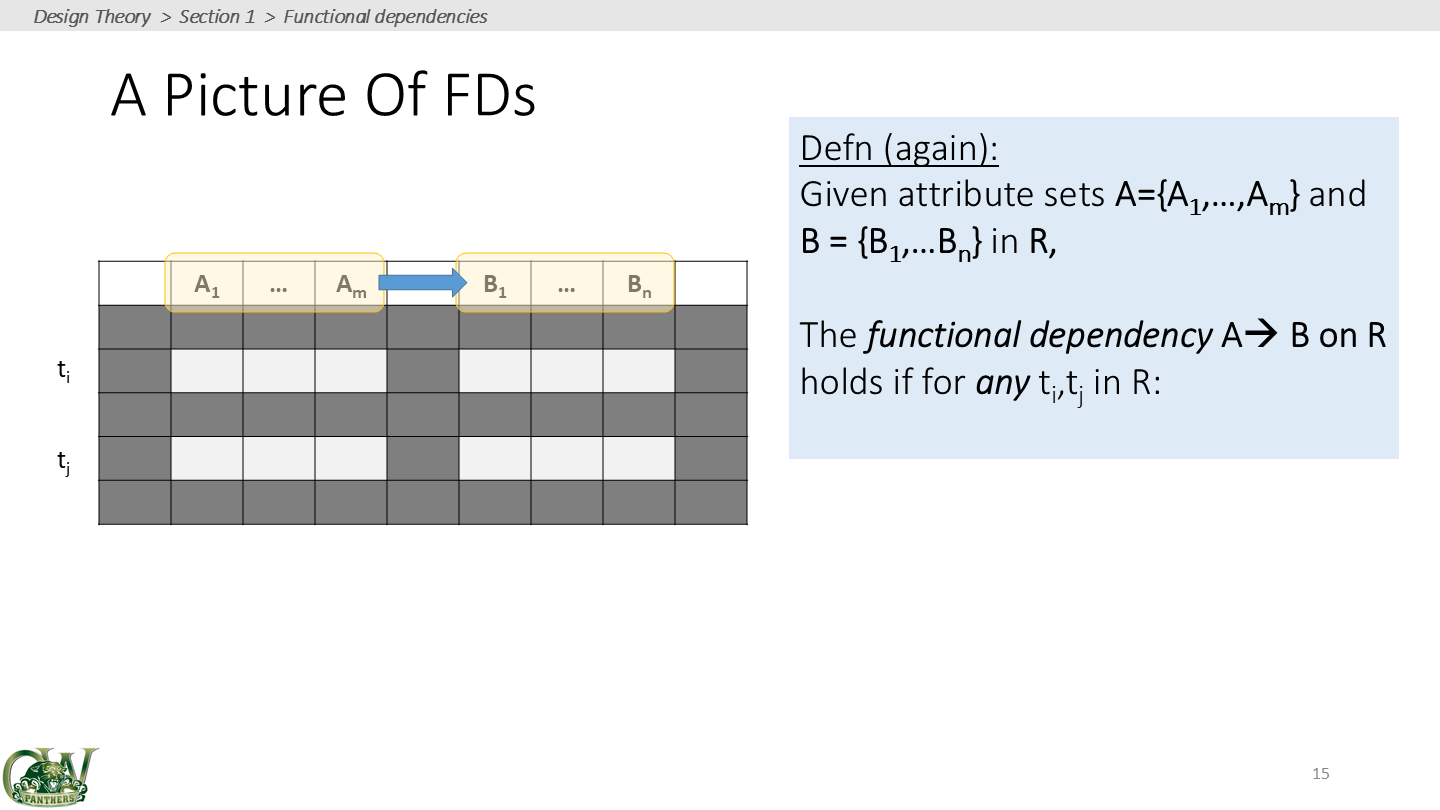 Design Theory > Section 1 > Functional dependencies
A Picture Of FDs
Defn (again):
Given attribute sets A={A1,…,Am} and
B = {B1,…Bn} in R,
The functional dependency A→ B on R
holds if for any ti,tj in R:
A1 … Am B1 … Bn
ti
tj
CW
PANTHERS
15